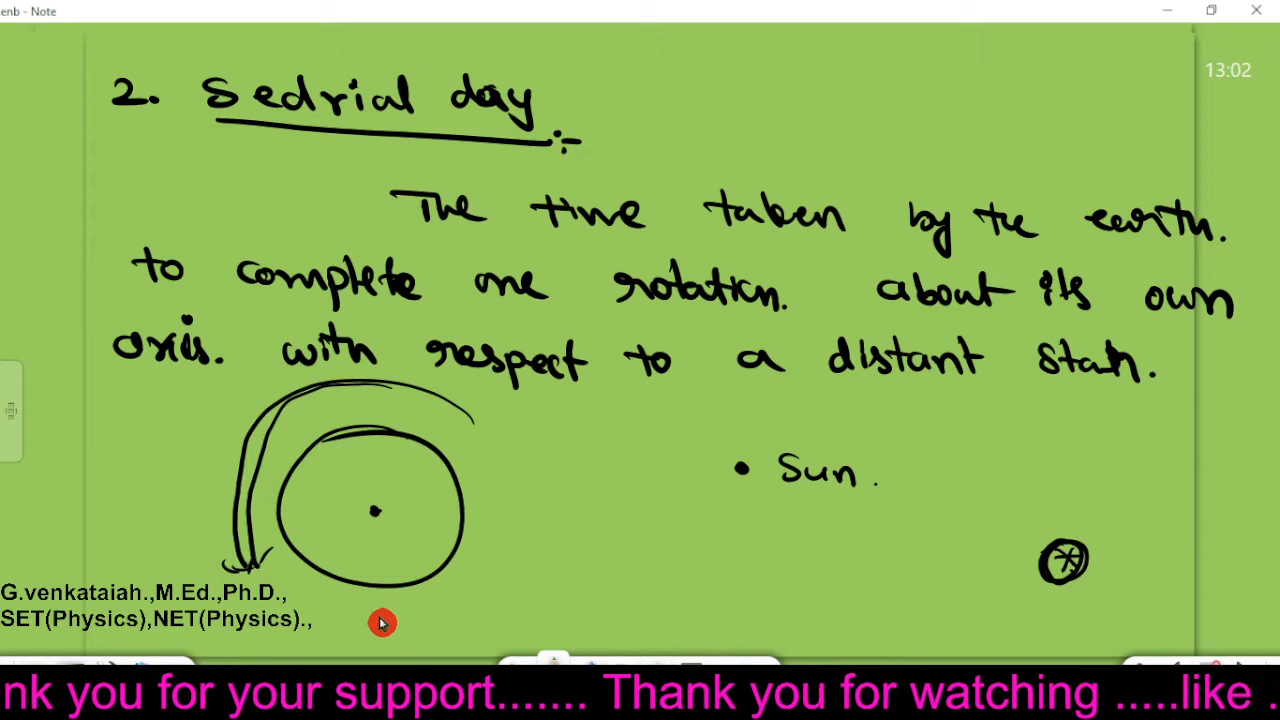 enb - Note
13:02
2. Sedrial day :-
The time taken by the earth.
to complete one rotation. about its own
axis. with respect to a distant star.
• Sun.
G.venkataiah.,M.Ed.,Ph.D.,
SET(Physics),NET(Physics).,
nk you for your support....... Thank you for watching .....like .